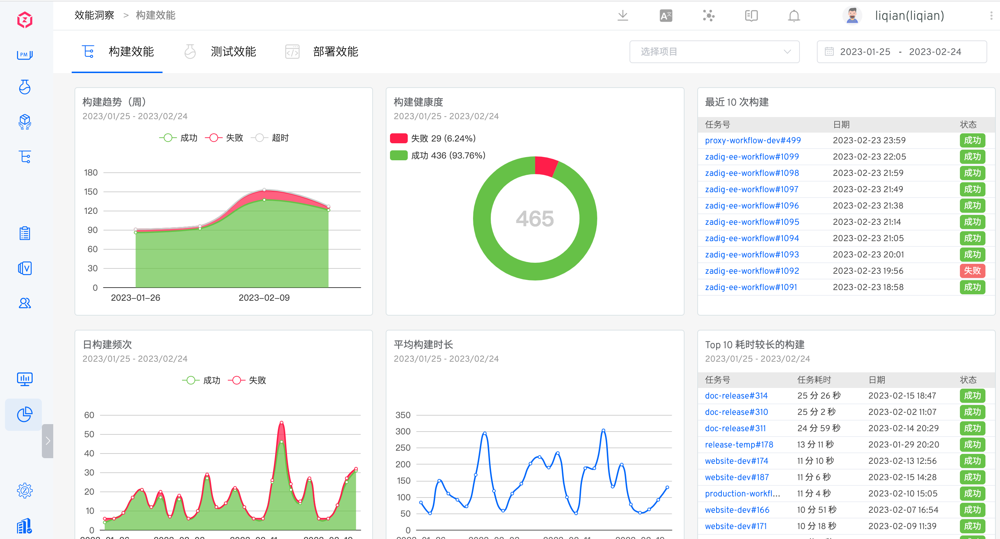 效能洞察 > 构建效能
A文
liqian(liqian)
PM
构建效能
测试效能
部署效能
选择项目
2023-01-25 - 2023-02-24
构建趋势（周）
2023/01/25 - 2023/02/24
成功 失败 超时
180
150
120
90
60
30
0
2023-01-26 2023-02-09
构建健康度
2023/01/25 - 2023/02/24
失败 29 (6.24%)
成功 436 (93.76%)
465
最近 10 次构建
任务号 日期 状态
proxy-workflow-dev#499 2023-02-23 23:59 成功
zadig-ee-workflow#1099 2023-02-23 22:05 成功
zadig-ee-workflow#1098 2023-02-23 21:59 成功
zadig-ee-workflow#1097 2023-02-23 21:49 成功
zadig-ee-workflow#1096 2023-02-23 21:38 成功
zadig-ee-workflow#1095 2023-02-23 21:14 成功
zadig-ee-workflow#1094 2023-02-23 21:05 成功
zadig-ee-workflow#1093 2023-02-23 20:01 成功
zadig-ee-workflow#1092 2023-02-23 19:56 失败
zadig-ee-workflow#1091 2023-02-23 18:58 成功
日构建频次
2023/01/25 - 2023/02/24
成功 失败
60
50
40
30
20
10
0
平均构建时长
2023/01/25 - 2023/02/24
350
300
250
200
150
100
50
0
Top 10 耗时较长的构建
2023/01/25 - 2023/02/24
任务号 任务耗时 日期 状态
doc-release#314 25 分 26 秒 2023-02-15 18:47 成功
doc-release#310 25 分 2 秒 2023-02-02 11:07 成功
doc-release#311 24 分 59 秒 2023-02-14 20:29 成功
release-temp#178 13 分 11 秒 2023-01-29 20:20 成功
website-dev#174 11 分 10 秒 2023-02-13 12:56 成功
website-dev#187 11 分 6 秒 2023-02-15 14:28 成功
production-workfl... 11 分 4 秒 2023-02-10 15:05 成功
website-dev#166 10 分 51 秒 2023-02-07 16:54 成功
website-dev#171 10 分 18 秒 2023-02-09 11:39 成功